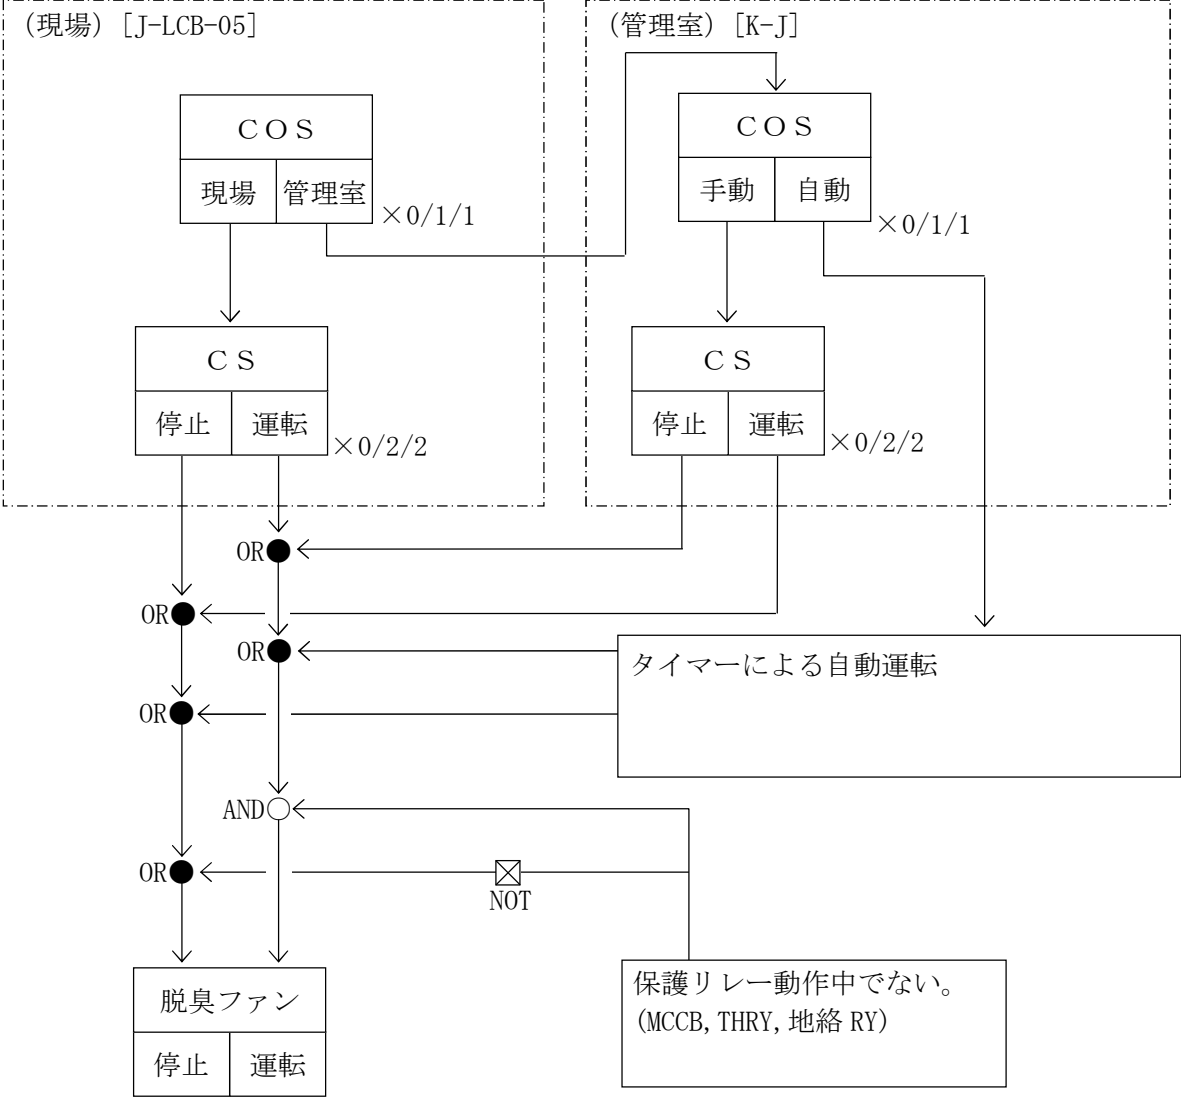 (現場) [J-LCB-05]
(管理室) [K-J]
ＣＯＳ
現場 管理室
×0/1/1
ＣＯＳ
手動 自動
×0/1/1
ＣＳ
停止 運転
×0/2/2
ＣＳ
停止 運転
×0/2/2
OR
OR
OR
タイマーによる自動運転
OR
AND
OR
NOT
脱臭ファン
停止 運転
保護リレー動作中でない。
(MCCB,THRY,地絡 RY)